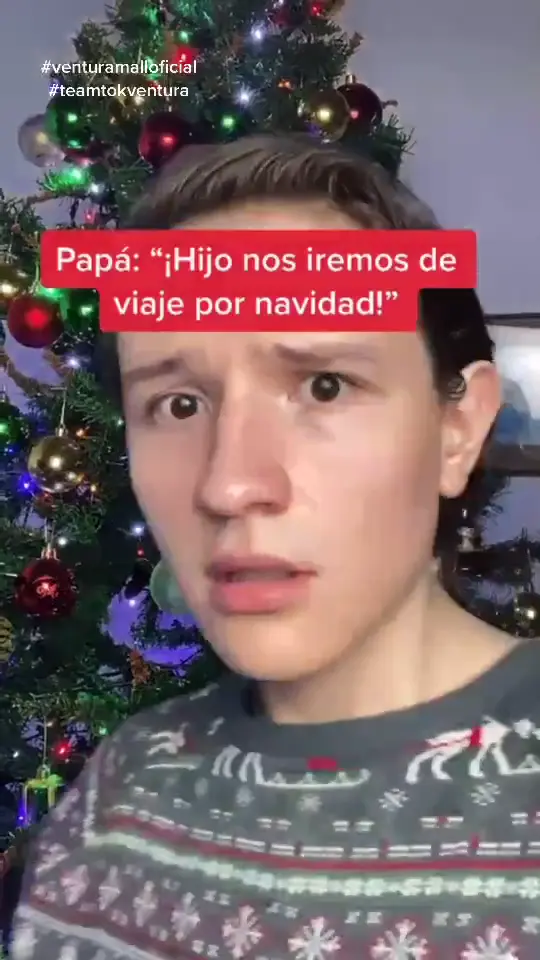 #venturamalloficial
#teamtokventura
Papá: “¡Hijo nos iremos de
viaje por navidad!”